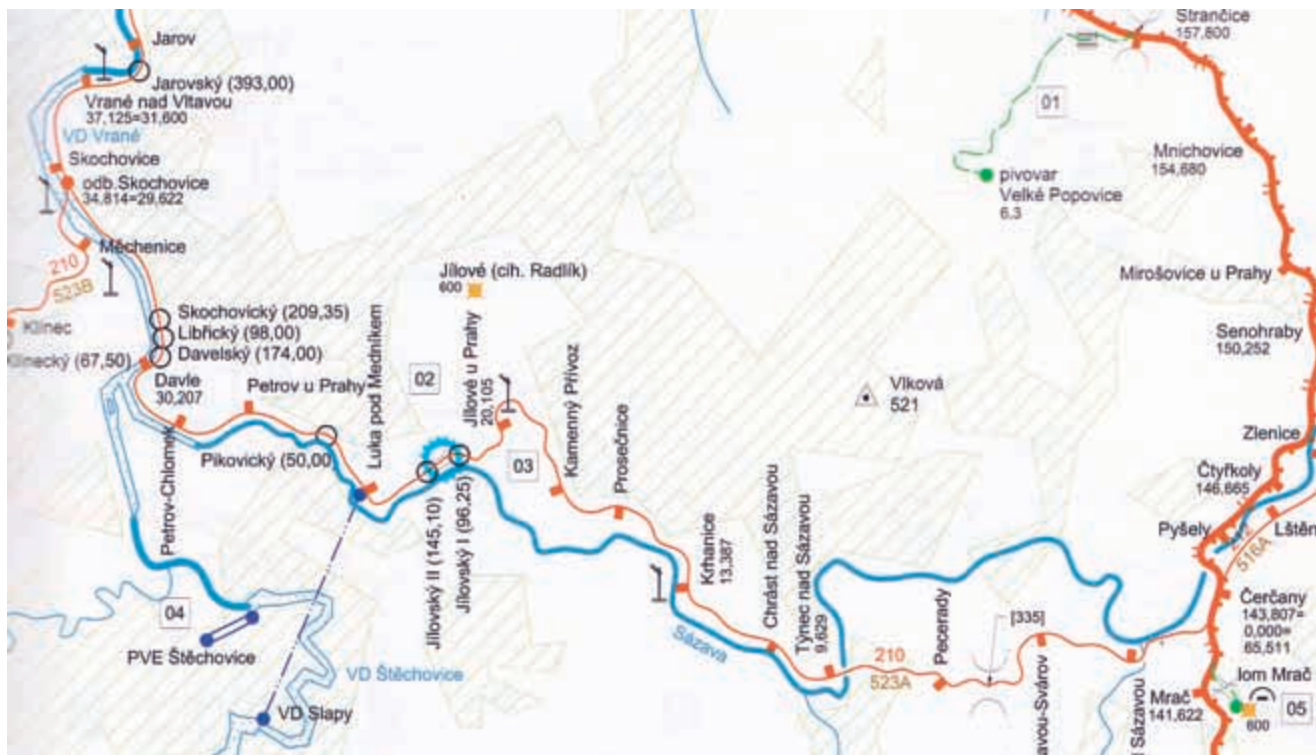 Jarov
Jarovský (393,00)
Vrané nad Vltavou
37,125=31,600
VD Vrané
Skochovice
odb.Skochovice
34,814=29,622
Měchenice
210
523B
Klínec
Klínecký (67,50)
Skochovický (209,35)
Libřický (98,00)
Davelský (174,00)
Davle
30,207
Petrov u Prahy
Pikovický (50,00)
Petrov-Chlomek
04
PVE Štěchovice
VD Štěchovice
VD Slapy
Luka pod Medníkem
02
Jílové (cih. Radlík)
600
Jílové u Prahy
20,105
Jílovský II (145,10)
Jílovský I (96,25)
03
Kamenný Přívoz
Prosečnice
Krhanice
13,387
Sázava
Chrást nad Sázavou
Týnec nad Sázavou
9,629
210
523A
Pecerady
[335]
avou-Svárov
Sázavou
Vlková
521
01
pivovar
Velké Popovice
6.3
Strančice
157,800
Mnichovice
154,680
Mirošovice u Prahy
Senohraby
150,252
Zlenice
Čtyřkoly
146,665
Pyšely
Lštěn
516A
Čerčany
143,807=
0,000=
65,511
lom Mrač
Mrač
141,622
600
05